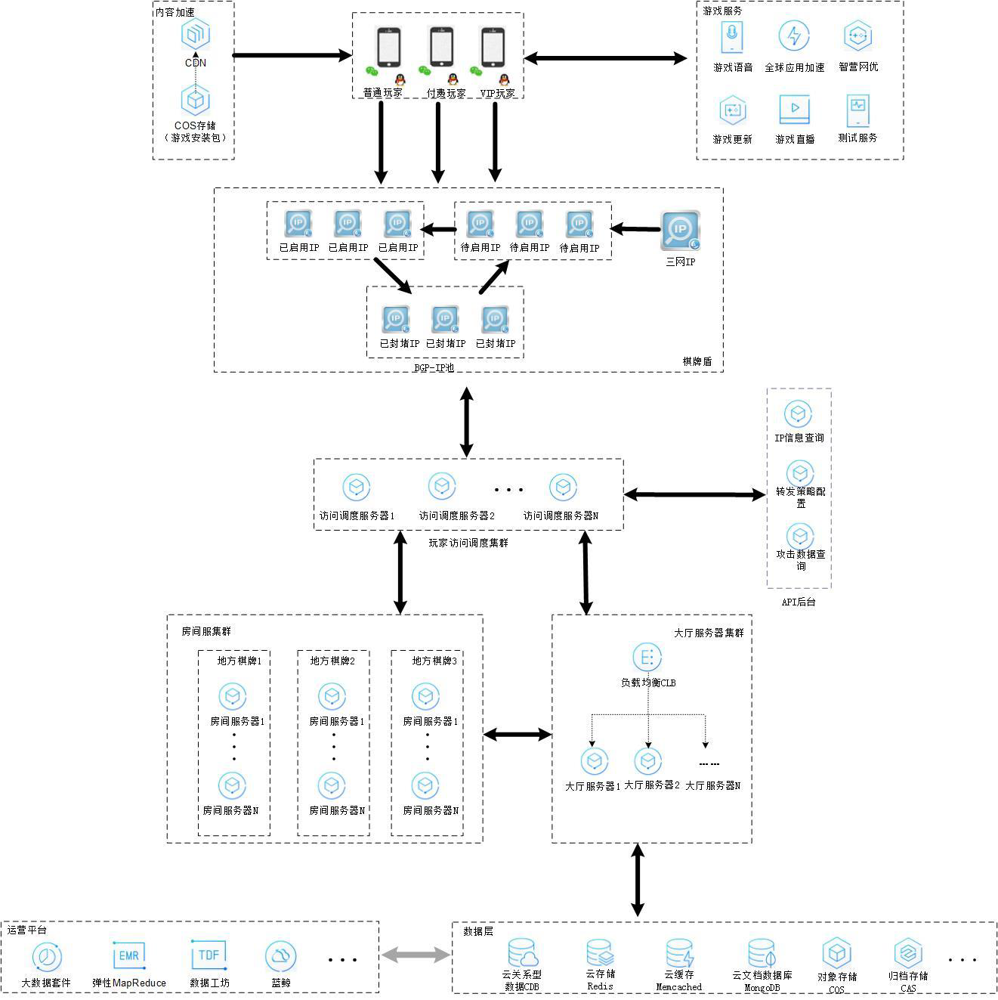 内容加速
CDN
COS存储
（游戏安装包）
普通玩家
付费玩家
VIP玩家
游戏服务
游戏语音
全球应用加速
智营网优
游戏更新
游戏直播
测试服务
已启用IP
已启用IP
已启用IP
待启用IP
待启用IP
待启用IP
三网IP
已封堵IP
已封堵IP
已封堵IP
BGP-IP池
棋牌盾
访问调度服务器1
访问调度服务器2
访问调度服务器N
玩家访问调度集群
IP信息查询
转发策略配
置
攻击数据查
询
API后台
房间服集群
地方棋牌1
房间服务器1
房间服务器N
地方棋牌2
房间服务器1
房间服务器N
地方棋牌3
房间服务器1
房间服务器N
大厅服务器集群
负载均衡CLB
大厅服务器1
大厅服务器2
大厅服务器N
运营平台
大数据套件
EMR
弹性MapReduce
TDF
数据工坊
蓝鲸
数据层
云关系型
数据CDB
云存储
Redis
云缓存
Memcached
云文档数据库
MongoDB
对象存储
COS
归档存储
CAS